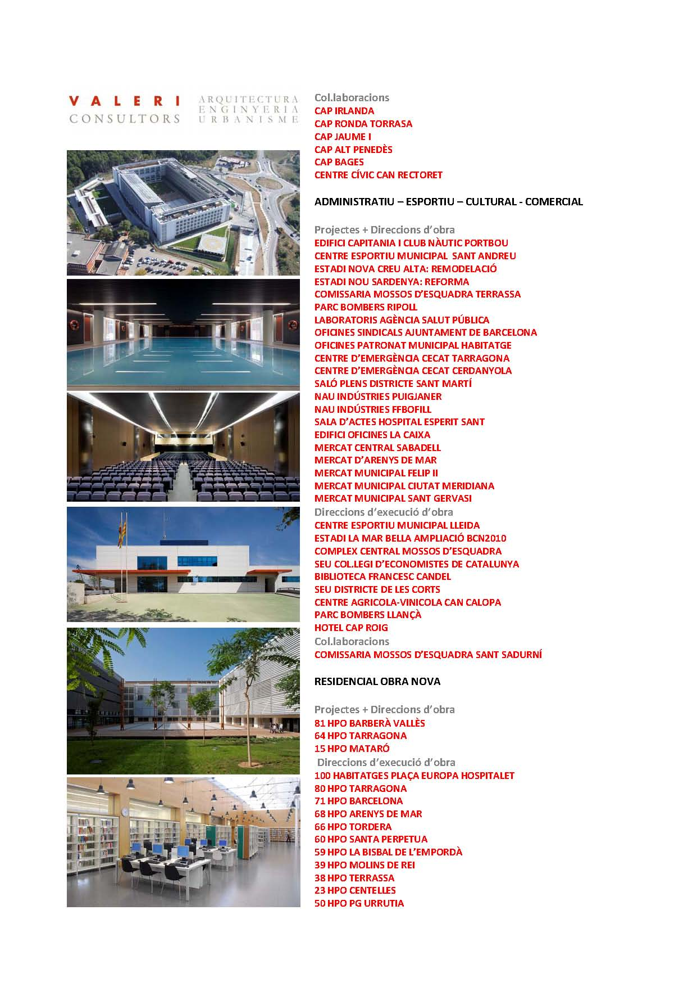 VALERI
CONSULTORS
ARQUITECTURA
ENGINYERIA
URBANISME
Col.laboracions
CAP IRLANDA
CAP RONDA TORRASA
CAP JAUME I
CAP ALT PENEDÈS
CAP BAGES
CENTRE CÍVIC CAN RECTORET
ADMINISTRATIU – ESPORTIU – CULTURAL - COMERCIAL
Projectes + Direccions d’obra
EDIFICI CAPITANIA I CLUB NÀUTIC PORTBOU
CENTRE ESPORTIU MUNICIPAL  SANT ANDREU
ESTADI NOVA CREU ALTA: REMODELACIÓ
ESTADI NOU SARDENYA: REFORMA
COMISSARIA MOSSOS D’ESQUADRA TERRASSA
PARC BOMBERS RIPOLL
LABORATORIS AGÈNCIA SALUT PÚBLICA
OFICINES SINDICALS AJUNTAMENT DE BARCELONA
OFICINES PATRONAT MUNICIPAL HABITATGE
CENTRE D’EMERGÈNCIA CECAT TARRAGONA
CENTRE D’EMERGÈNCIA CECAT CERDANYOLA
SALÓ PLENS DISTRICTE SANT MARTÍ
NAU INDÚSTRIES PUIGJANER
NAU INDÚSTRIES FFBOFILL
SALA D’ACTES HOSPITAL ESPERIT SANT
EDIFICI OFICINES LA CAIXA
MERCAT CENTRAL SABADELL
MERCAT D’ARENYS DE MAR
MERCAT MUNICIPAL FELIP II
MERCAT MUNICIPAL CIUTAT MERIDIANA
MERCAT MUNICIPAL SANT GERVASI
Direccions d’execució d’obra
CENTRE ESPORTIU MUNICIPAL LLEIDA
ESTADI LA MAR BELLA AMPLIACIÓ BCN2010
COMPLEX CENTRAL MOSSOS D’ESQUADRA
SEU COL.LEGI D’ECONOMISTES DE CATALUNYA
BIBLIOTECA FRANCESC CANDEL
SEU DISTRICTE DE LES CORTS
CENTRE AGRICOLA-VINICOLA CAN CALOPA
PARC BOMBERS LLANÇÀ
HOTEL CAP ROIG
Col.laboracions
COMISSARIA MOSSOS D’ESQUADRA SANT SADURNÍ
RESIDENCIAL OBRA NOVA
Projectes + Direccions d’obra
81 HPO BARBERÀ VALLÈS
64 HPO TARRAGONA
15 HPO MATARÓ
Direccions d’execució d’obra
100 HABITATGES PLAÇA EUROPA HOSPITALET
80 HPO TARRAGONA
71 HPO BARCELONA
68 HPO ARENYS DE MAR
66 HPO TORDERA
60 HPO SANTA PERPETUA
59 HPO LA BISBAL DE L’EMPORDÀ
39 HPO MOLINS DE REI
38 HPO TERRASSA
23 HPO CENTELLES
50 HPO PG URRUTIA